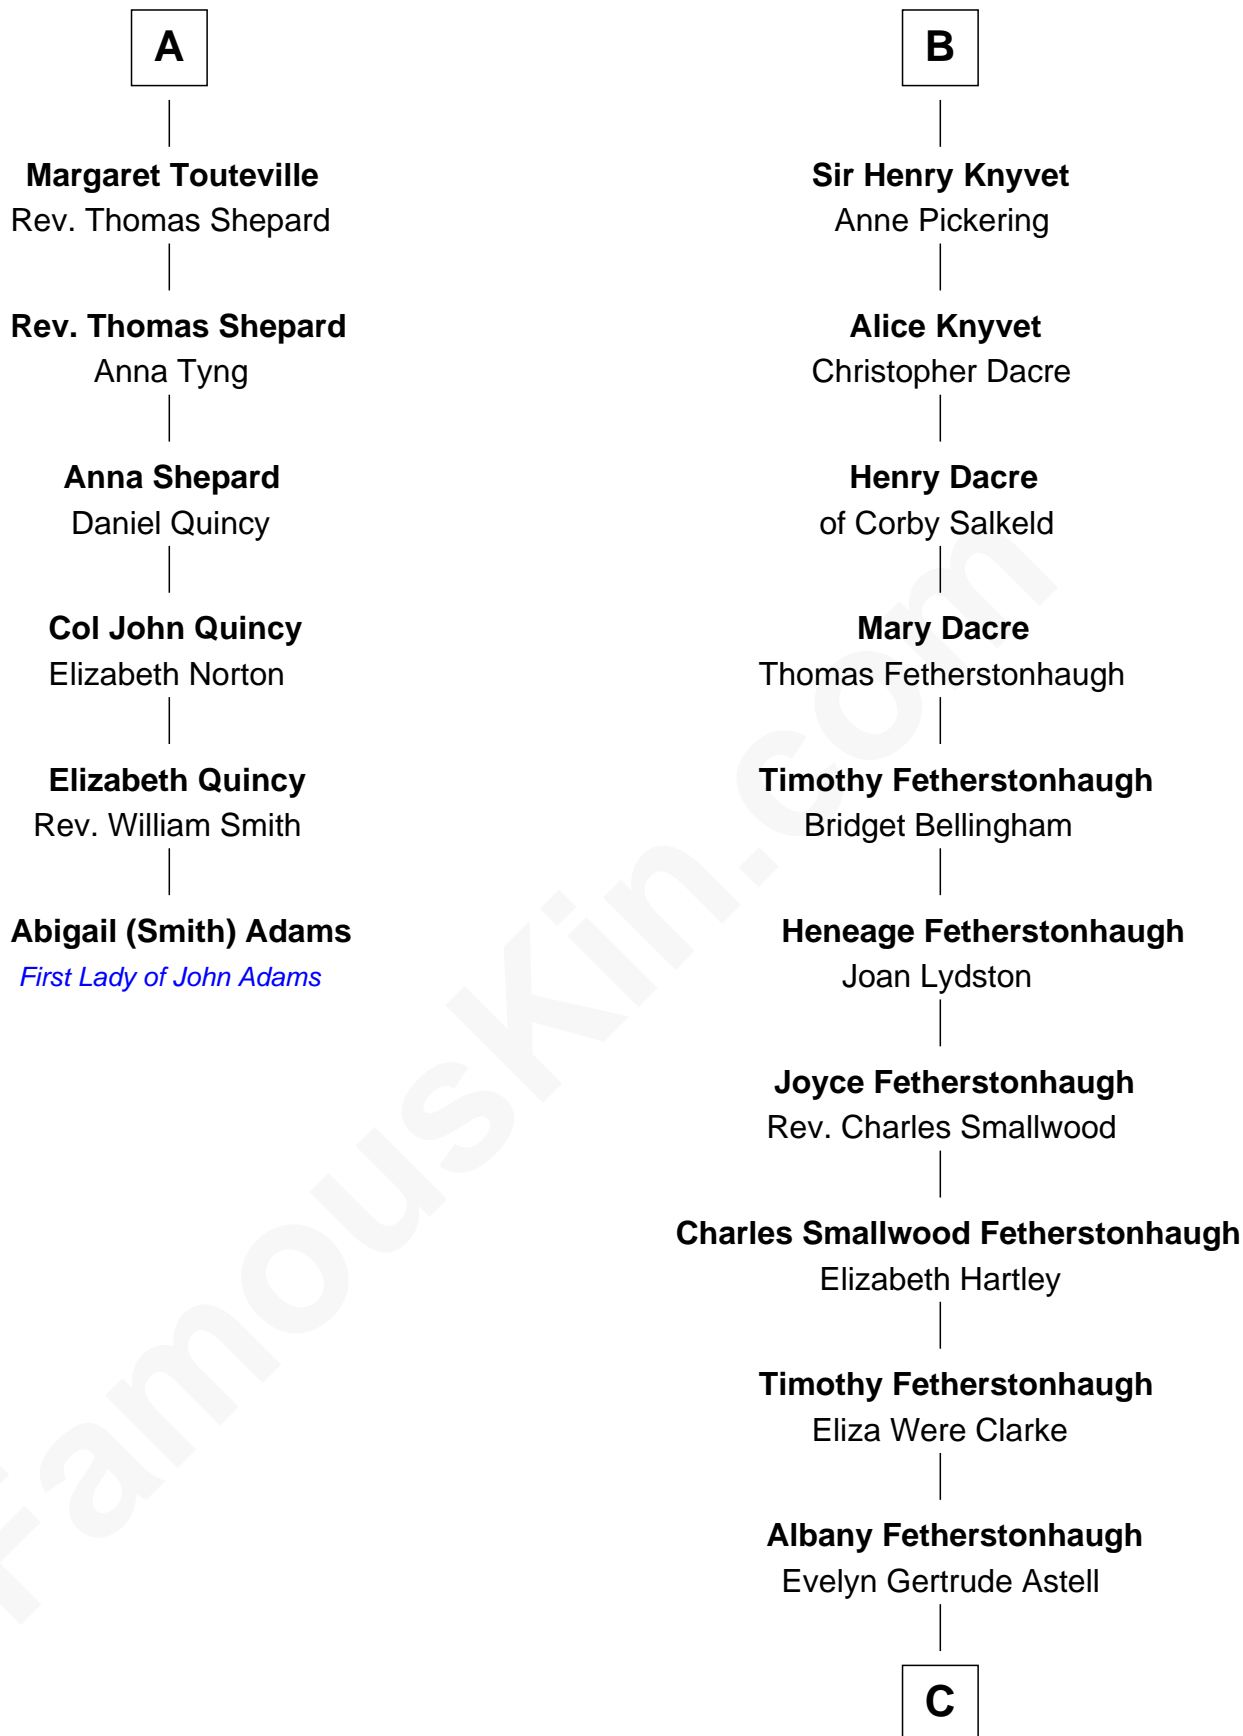 A
Margaret Touteville
Rev. Thomas Shepard
Rev. Thomas Shepard
Anna Tyng
Anna Shepard
Daniel Quincy
Col John Quincy
Elizabeth Norton
Elizabeth Quincy
Rev. William Smith
Abigail (Smith) Adams
First Lady of John Adams
B
Sir Henry Knyvet
Anne Pickering
Alice Knyvet
Christopher Dacre
Henry Dacre
of Corby Salkeld
Mary Dacre
Thomas Fetherstonhaugh
Timothy Fetherstonhaugh
Bridget Bellingham
Heneage Fetherstonhaugh
Joan Lydston
Joyce Fetherstonhaugh
Rev. Charles Smallwood
Charles Smallwood Fetherstonhaugh
Elizabeth Hartley
Timothy Fetherstonhaugh
Eliza Were Clarke
Albany Fetherstonhaugh
Evelyn Gertrude Astell
C
FamousKin.com